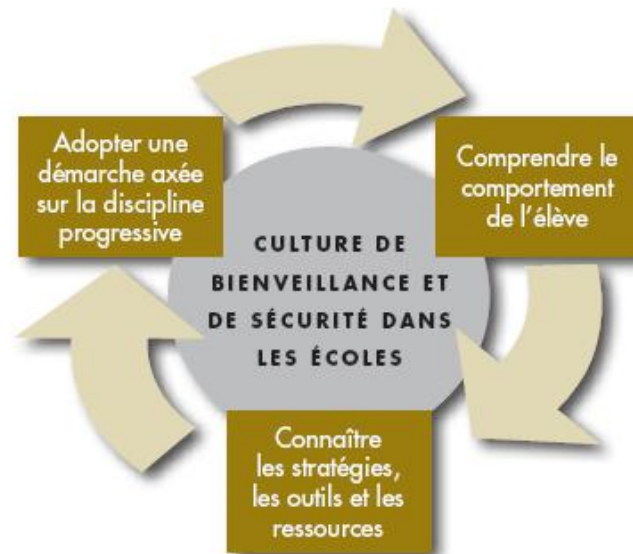 Adopter une
démarche axée
sur la discipline
progressive
Comprendre le
comportement
de l'élève
CULTURE DE
BIENVEILLANCE ET
DE SÉCURITÉ DANS
LES ÉCOLES
Connaître
les stratégies,
les outils et les
ressources